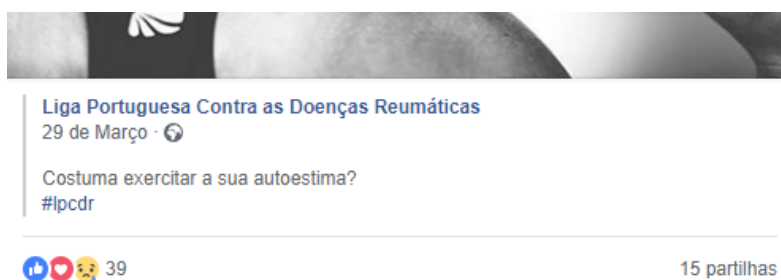 Liga Portuguesa Contra as Doenças Reumáticas
29 de Março ·
Costuma exercitar a sua autoestima?
#lpcdr
39 15 partilhas